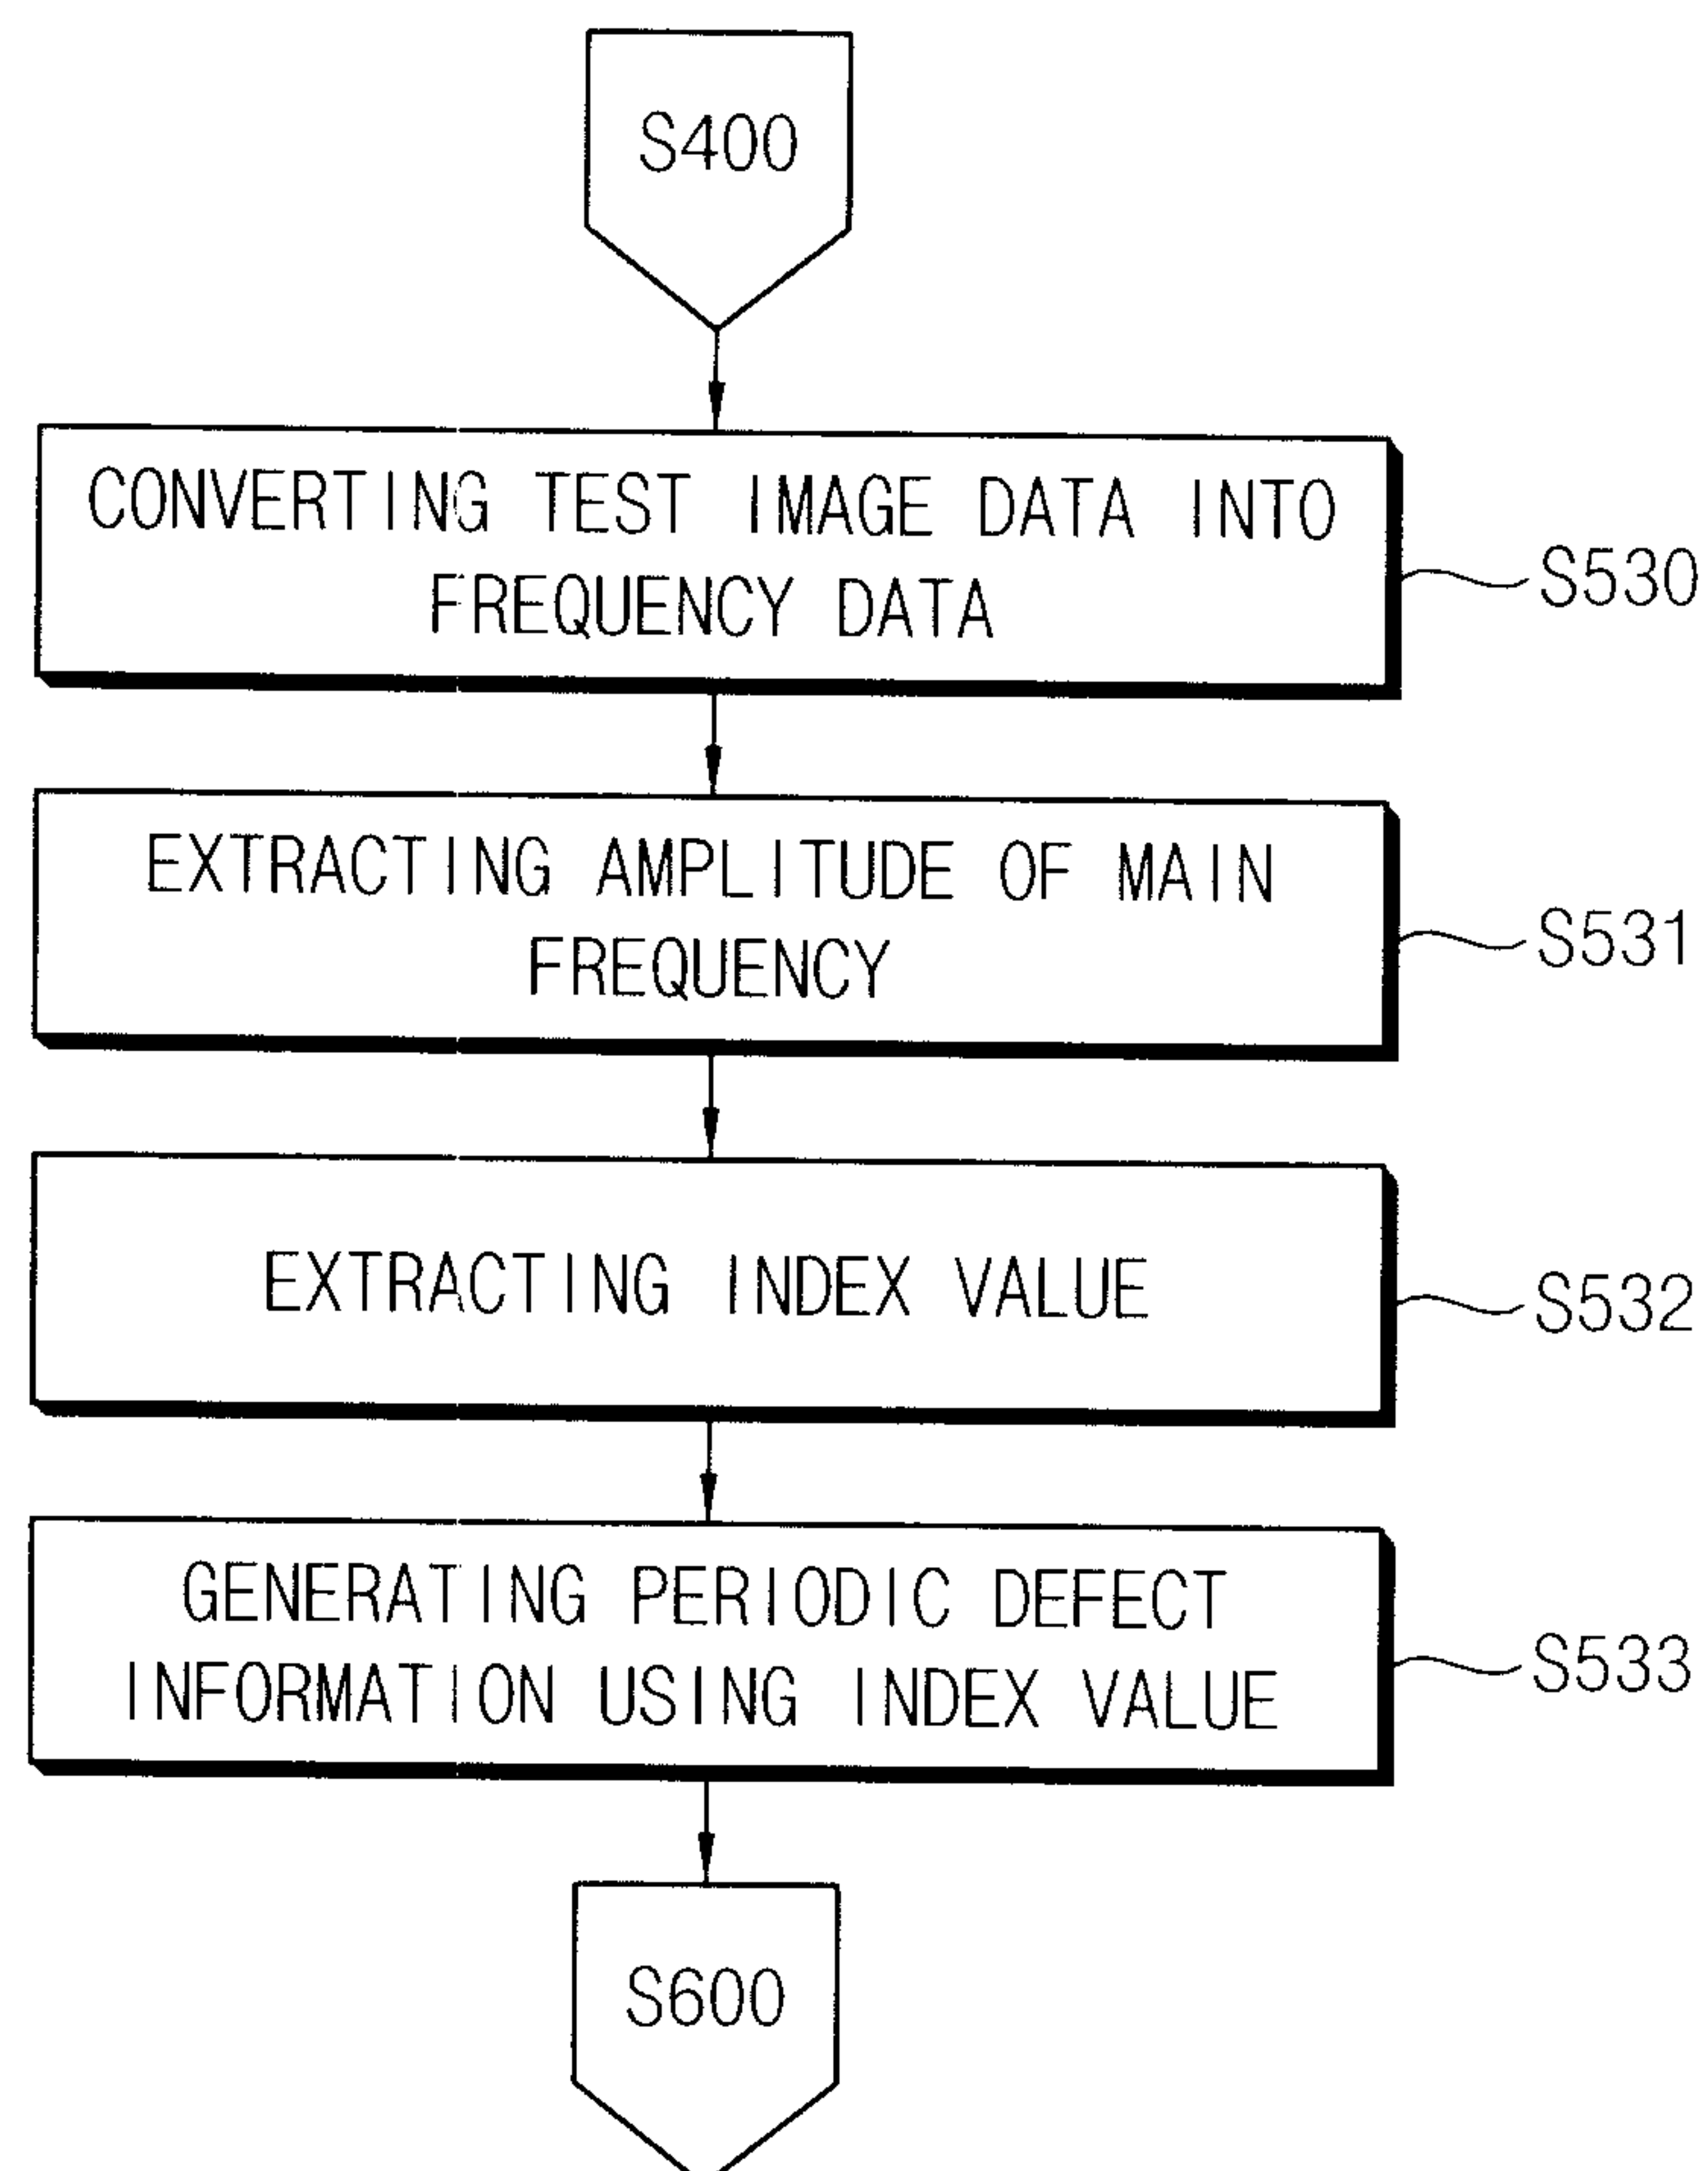 S400
CONVERTING TEST IMAGE DATA INTO
FREQUENCY DATA
S530
EXTRACTING AMPLITUDE OF MAIN
FREQUENCY
S531
EXTRACTING INDEX VALUE
S532
GENERATING PERIODIC DEFECT
INFORMATION USING INDEX VALUE
S533
S600